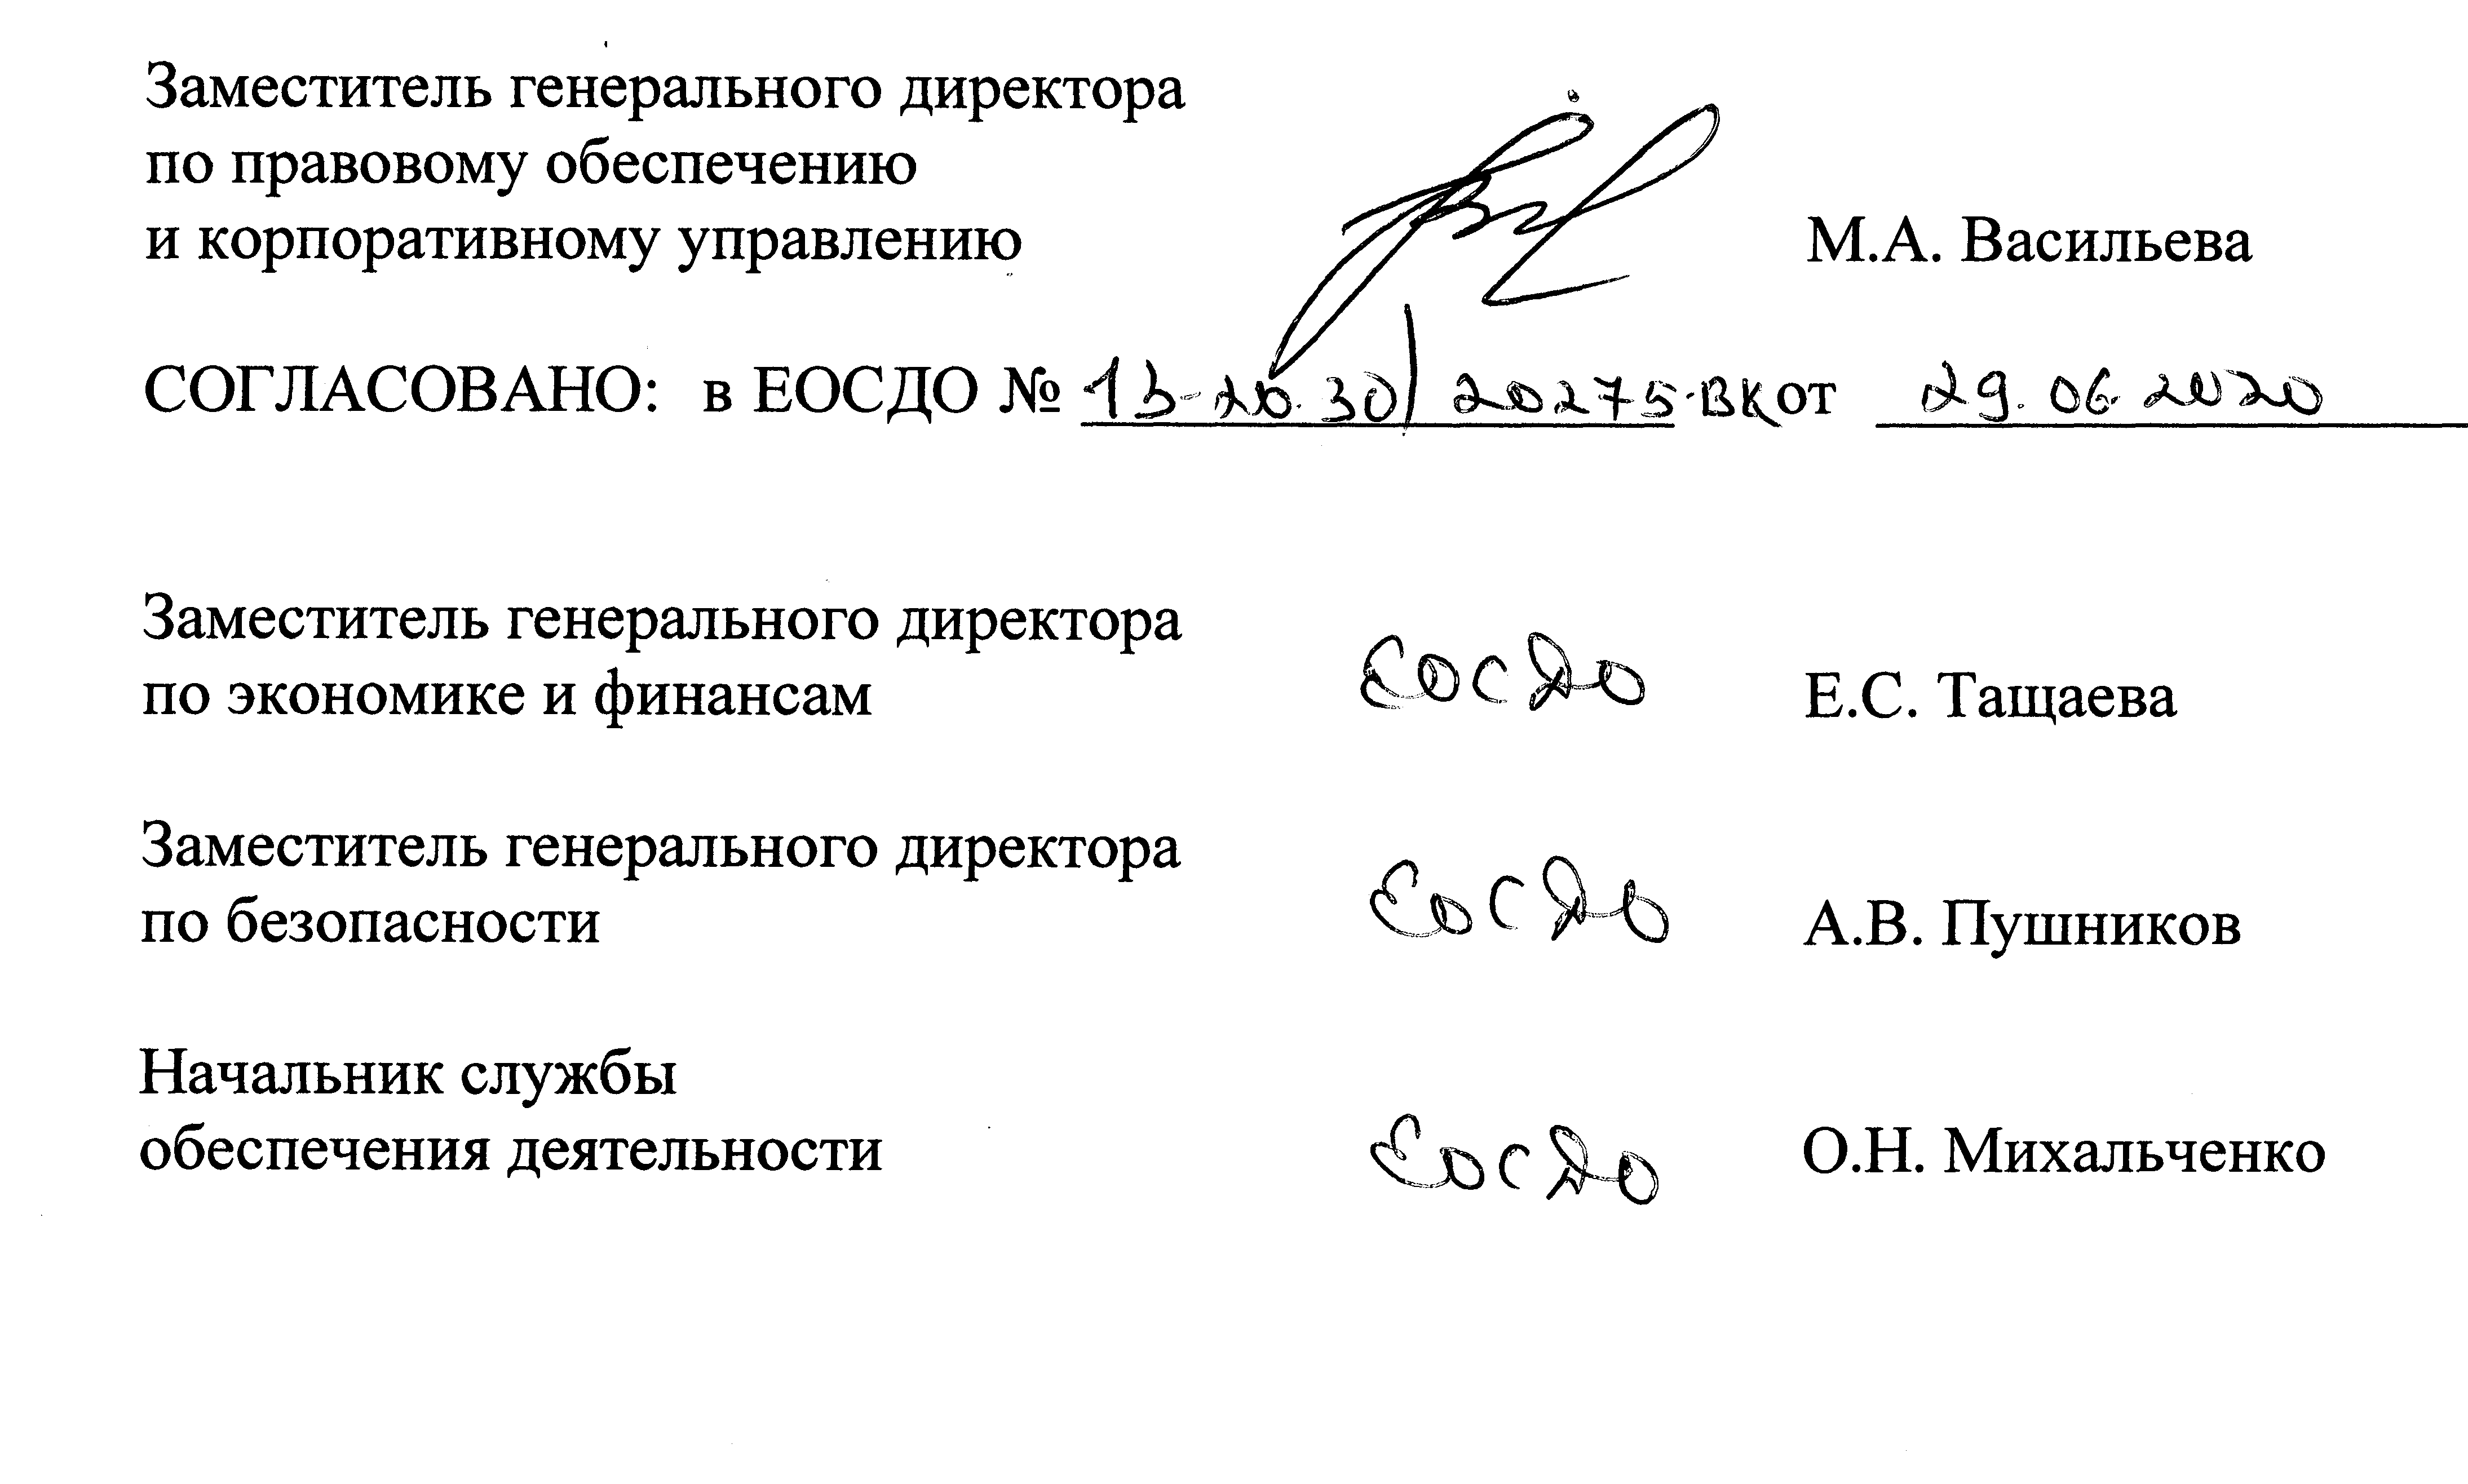 Заместитель генерального директора
по правовому обеспечению
и корпоративному управлению М.А. Васильева
СОГЛАСОВАНО: в ЕОСДО № 13-20.30/20275-ВК от 29.06.2020
Заместитель генерального директора
по экономике и финансам ЕОСДО Е.С. Тащаева
Заместитель генерального директора
по безопасности ЕОСДО А.В. Пушников
Начальник службы
обеспечения деятельности ЕОСДО О.Н. Михальченко